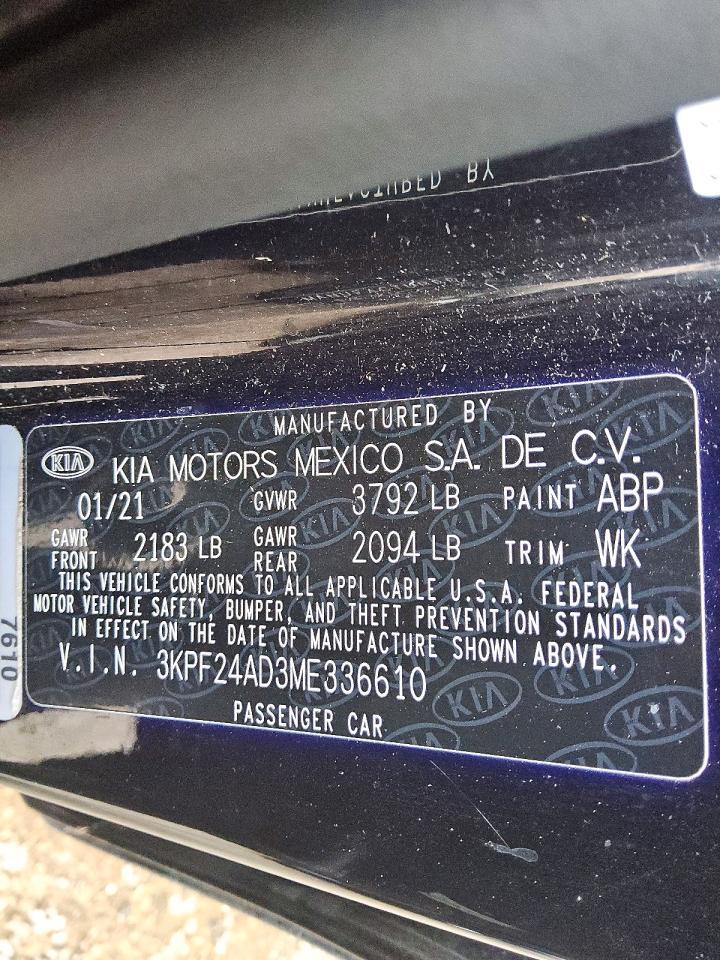 MANUFACTURED BY
KIA KIA MOTORS MEXICO S.A. DE C.V.
01/21 GVWR 3792 LB PAINT ABP
GAWR FRONT 2183 LB GAWR REAR 2094 LB TRIM WK
THIS VEHICLE CONFORMS TO ALL APPLICABLE U.S.A. FEDERAL
MOTOR VEHICLE SAFETY, BUMPER, AND THEFT PREVENTION STANDARDS
IN EFFECT ON THE DATE OF MANUFACTURE SHOWN ABOVE.
V.I.N. 3KPF24AD3ME336610
PASSENGER CAR
7610